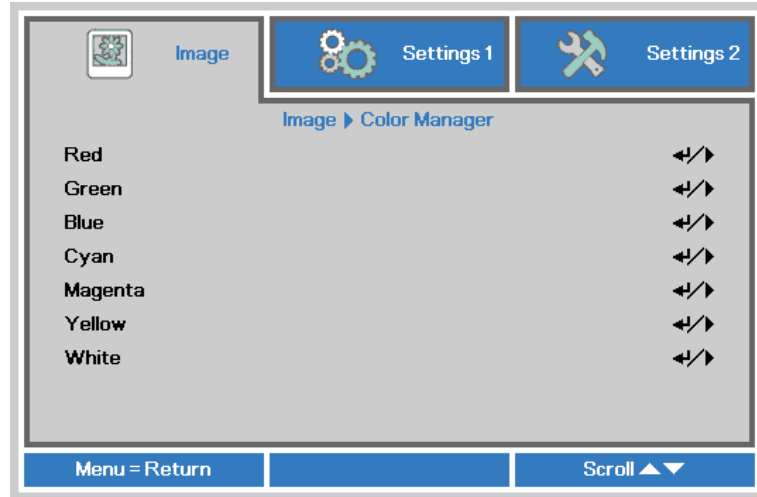 Image Settings 1 Settings 2
Image ▶ Color Manager
Red ↵/▶
Green ↵/▶
Blue ↵/▶
Cyan ↵/▶
Magenta ↵/▶
Yellow ↵/▶
White ↵/▶
Menu = Return Scroll ▲▼